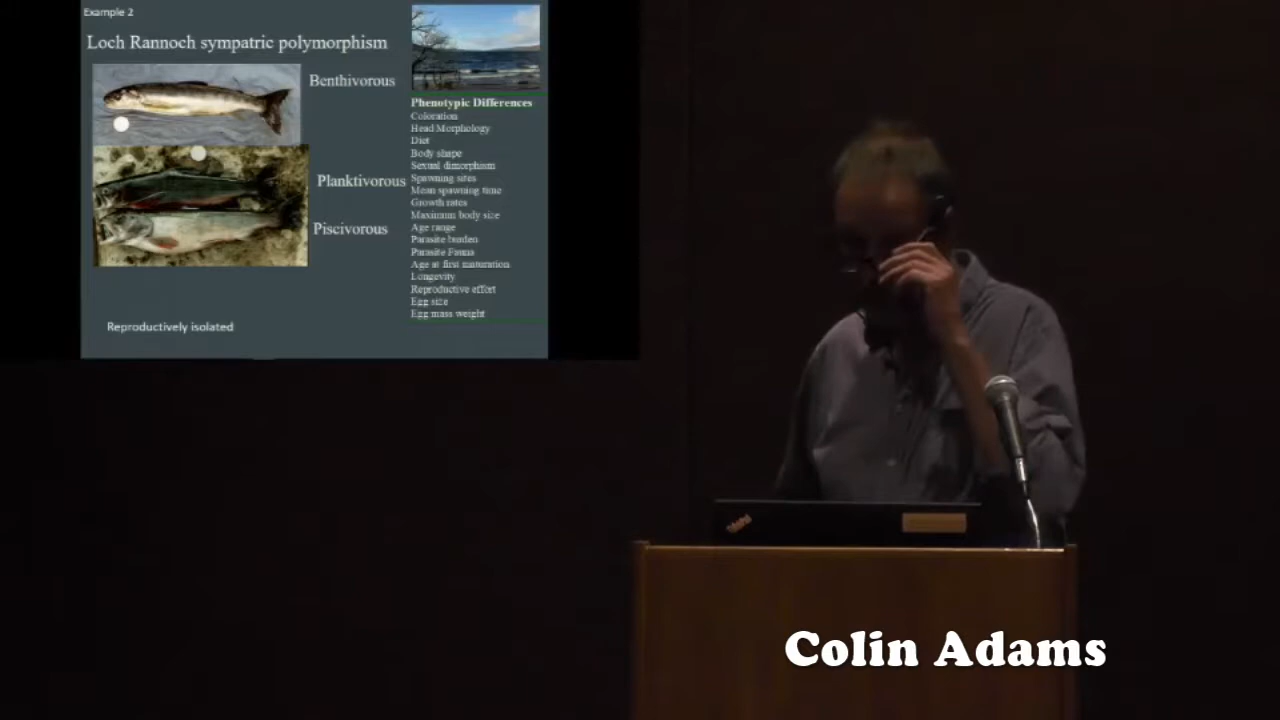 Example 2
Loch Rannoch sympatric polymorphism
Benthivorous
Planktivorous
Piscivorous
Reproductively isolated
Phenotypic Differences
Coloration
Head Morphology
Diet
Body shape
Sexual dimorphism
Spawning sites
Mean spawning time
Growth rates
Maximum body size
Age range
Parasite burden
Parasite Fauna
Age at first maturation
Longevity
Reproductive effort
Egg size
Egg mass weight
Colin Adams